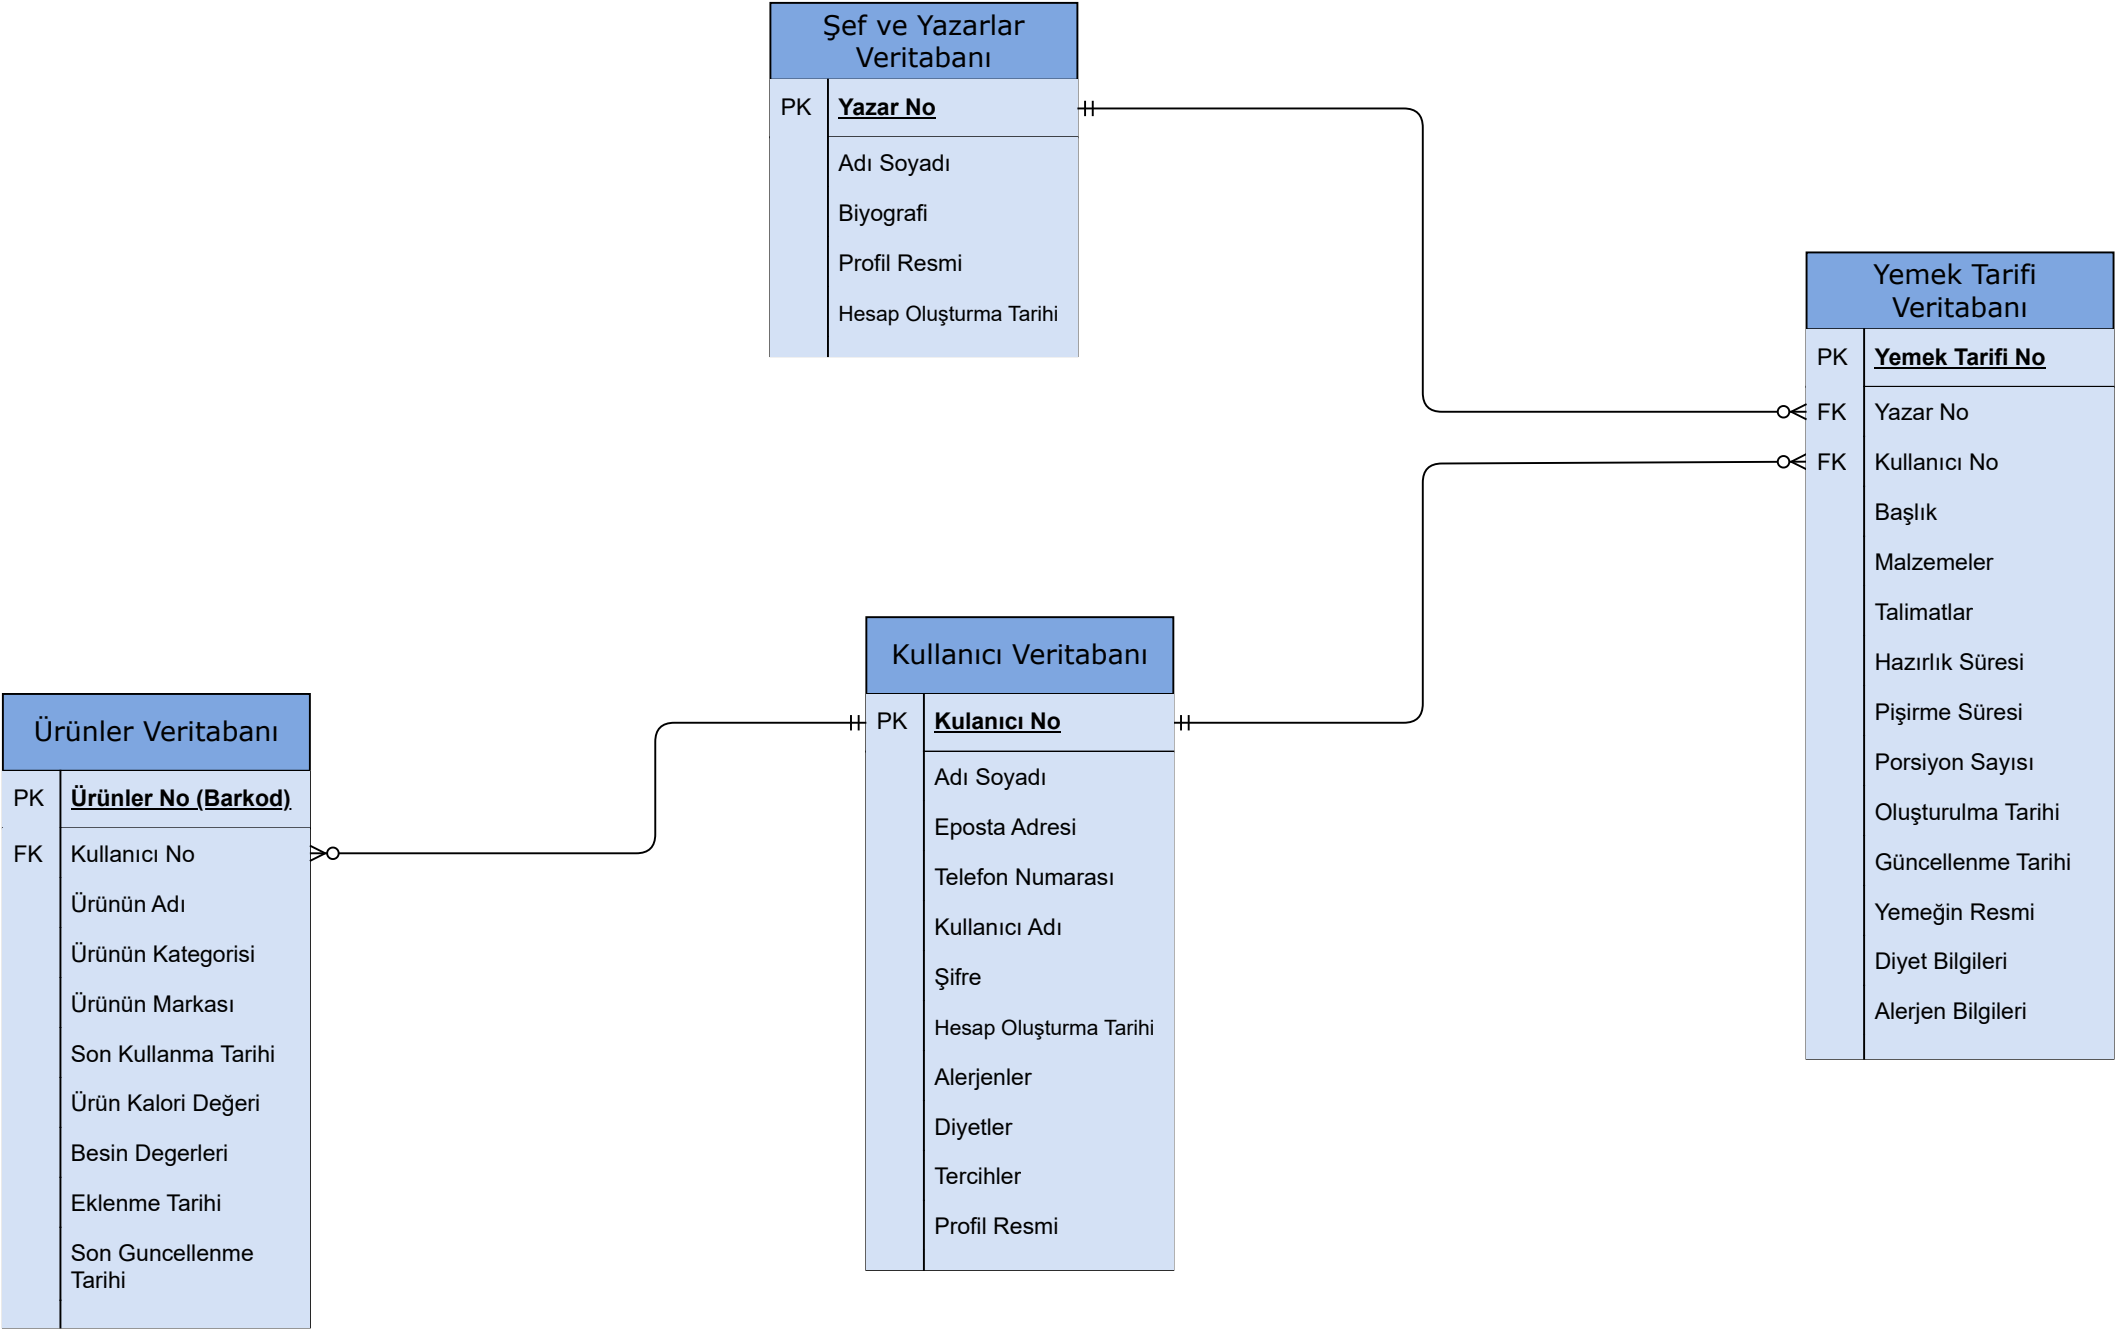 Şef ve Yazarlar
Veritabanı
PK Yazar No
Adı Soyadı
Biyografi
Profil Resmi
Hesap Oluşturma Tarihi
Yemek Tarifi
Veritabanı
PK Yemek Tarifi No
FK Yazar No
FK Kullanıcı No
Başlık
Malzemeler
Talimatlar
Hazırlık Süresi
Pişirme Süresi
Porsiyon Sayısı
Oluşturulma Tarihi
Güncellenme Tarihi
Yemeğin Resmi
Diyet Bilgileri
Alerjen Bilgileri
Kullanıcı Veritabanı
PK Kulanıcı No
Adı Soyadı
Eposta Adresi
Telefon Numarası
Kullanıcı Adı
Şifre
Hesap Oluşturma Tarihi
Alerjenler
Diyetler
Tercihler
Profil Resmi
Ürünler Veritabanı
PK Ürünler No (Barkod)
FK Kullanıcı No
Ürünün Adı
Ürünün Kategorisi
Ürünün Markası
Son Kullanma Tarihi
Ürün Kalori Değeri
Besin Degerleri
Eklenme Tarihi
Son Guncellenme
Tarihi